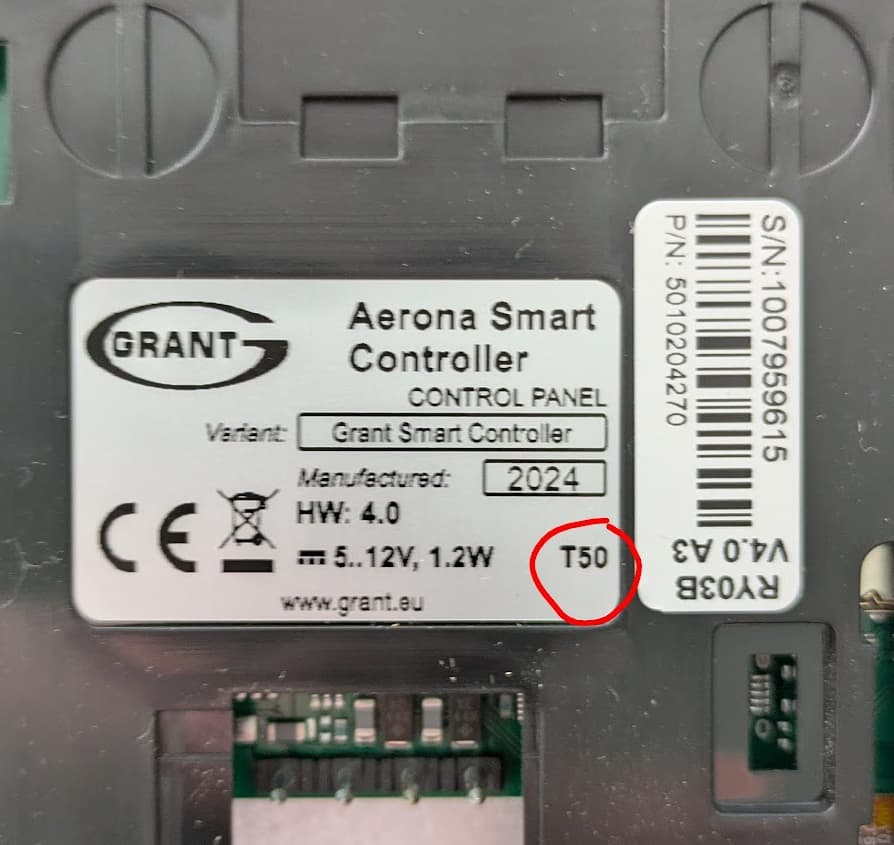 GRANT
Aerona Smart
Controller
CONTROL PANEL
Variant: Grant Smart Controller
Manufactured: 2024
HW: 4.0
5..12V, 1.2W
T50
www.grant.eu
S/N:1007959615
P/N: 5010204270
RY03B
V4.0 A3